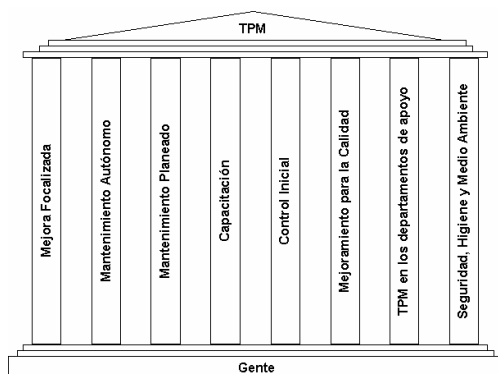 TPM
Mejora Focalizada
Mantenimiento Autónomo
Mantenimiento Planeado
Capacitación
Control Inicial
Mejoramiento para la Calidad
TPM en los departamentos de apoyo
Seguridad, Higiene y Medio Ambiente
Gente